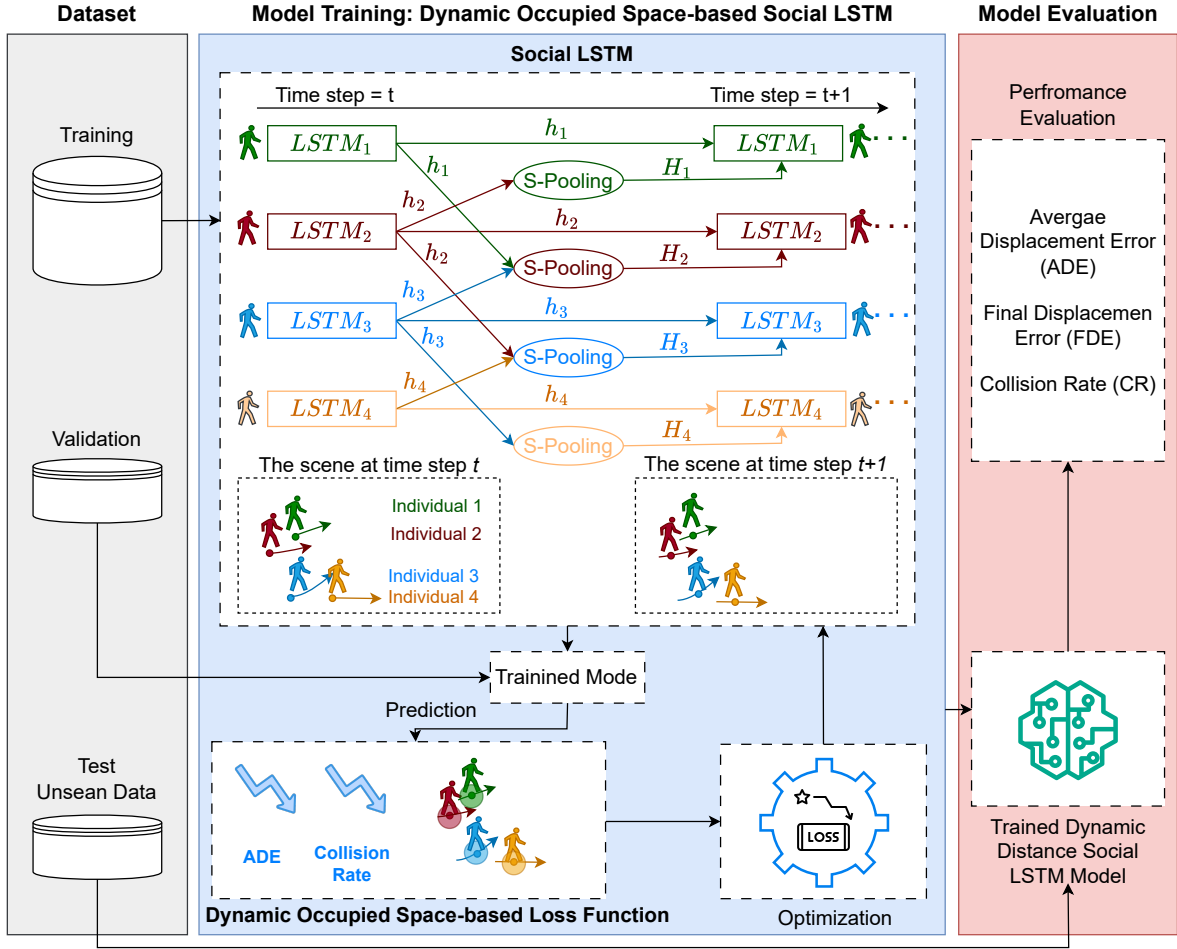 Dataset
Model Training: Dynamic Occupied Space-based Social LSTM
Model Evaluation
Training
Validation
Test
Unsean Data
Social LSTM
Time step = t
Time step = t+1
LSTM₁
h₁
LSTM₁
h₁
S-Pooling
H₁
h₂
LSTM₂
h₂
LSTM₂
h₂
S-Pooling
H₂
h₃
LSTM₃
h₃
LSTM₃
h₃
S-Pooling
H₃
h₄
LSTM₄
h₄
LSTM₄
S-Pooling
H₄
The scene at time step t
Individual 1
Individual 2
Individual 3
Individual 4
The scene at time step t+1
Trainined Mode
Prediction
ADE
Collision
Rate
Dynamic Occupied Space-based Loss Function
LOSS
Optimization
Perfromance
Evaluation
Avergae
Displacement Error
(ADE)
Final Displacemen
Error (FDE)
Collision Rate (CR)
Trained Dynamic
Distance Social
LSTM Model